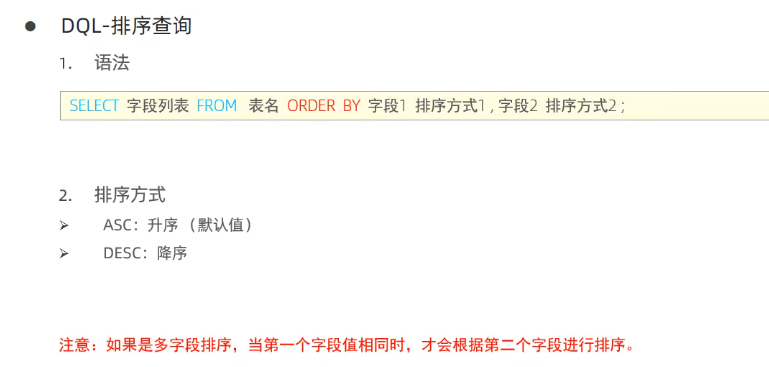 ● DQL-排序查询
1. 语法
SELECT 字段列表 FROM 表名 ORDER BY 字段1 排序方式1 , 字段2 排序方式2 ;
2. 排序方式
➢ ASC：升序（默认值）
➢ DESC：降序
注意：如果是多字段排序，当第一个字段值相同时，才会根据第二个字段进行排序。